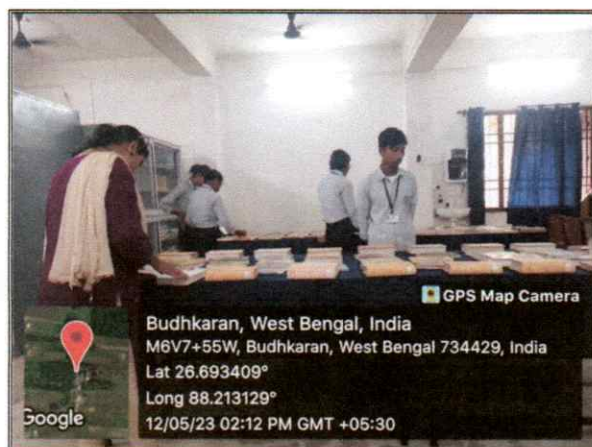 GPS Map Camera
Budhkaran, West Bengal, India
M6V7+55W, Budhkaran, West Bengal 734429, India
Lat 26.693409°
Long 88.213129°
12/05/23 02:12 PM GMT +05:30
Google